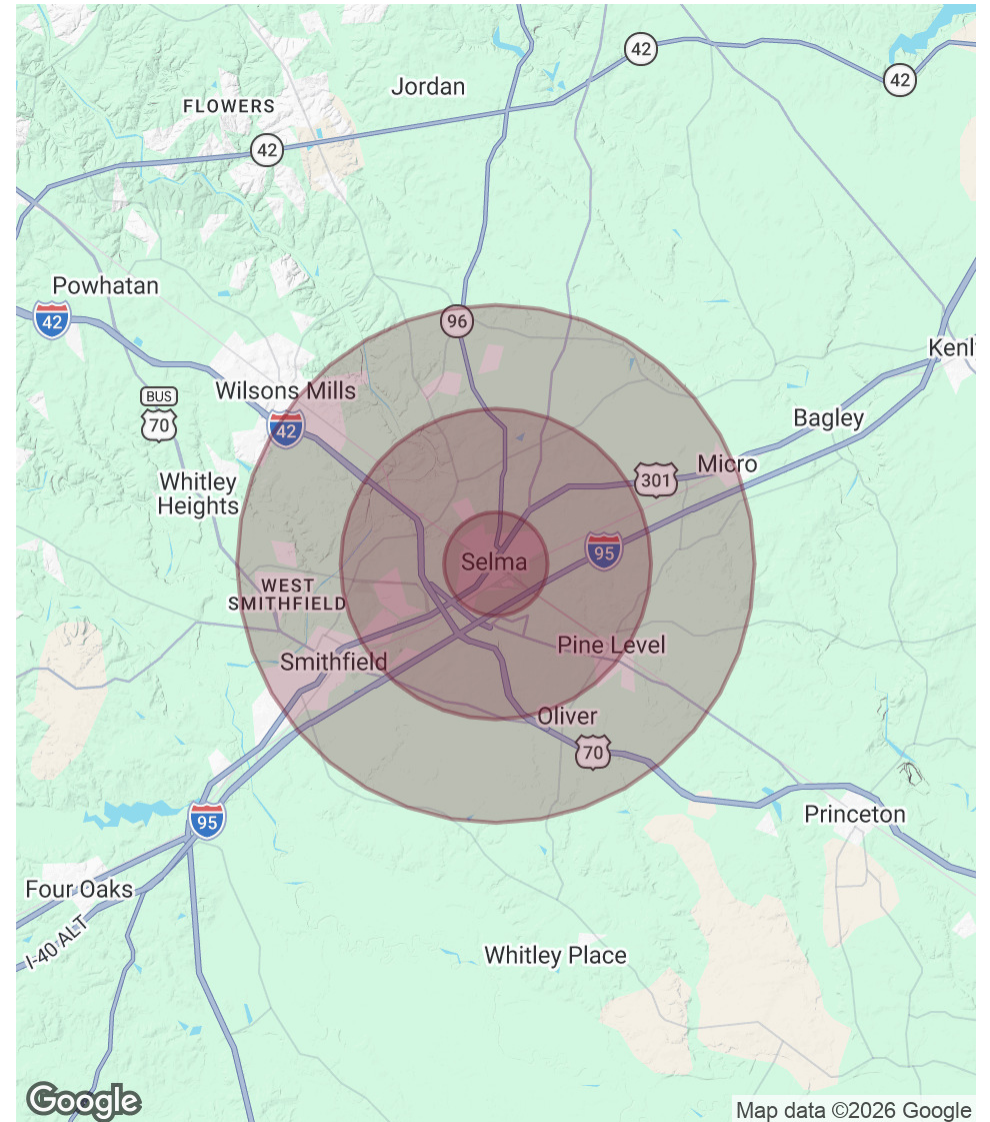 42
Jordan
42
FLOWERS
42
Powhatan
42
96
Kenl
Wilsons Mills
BUS
70
42
Bagley
Whitley
Heights
Micro
301
95
Selma
WEST
SMITHFIELD
Pine Level
Smithfield
Oliver
70
95
Princeton
Four Oaks
I-40 ALT
Whitley Place
Google
Map data ©2026 Google